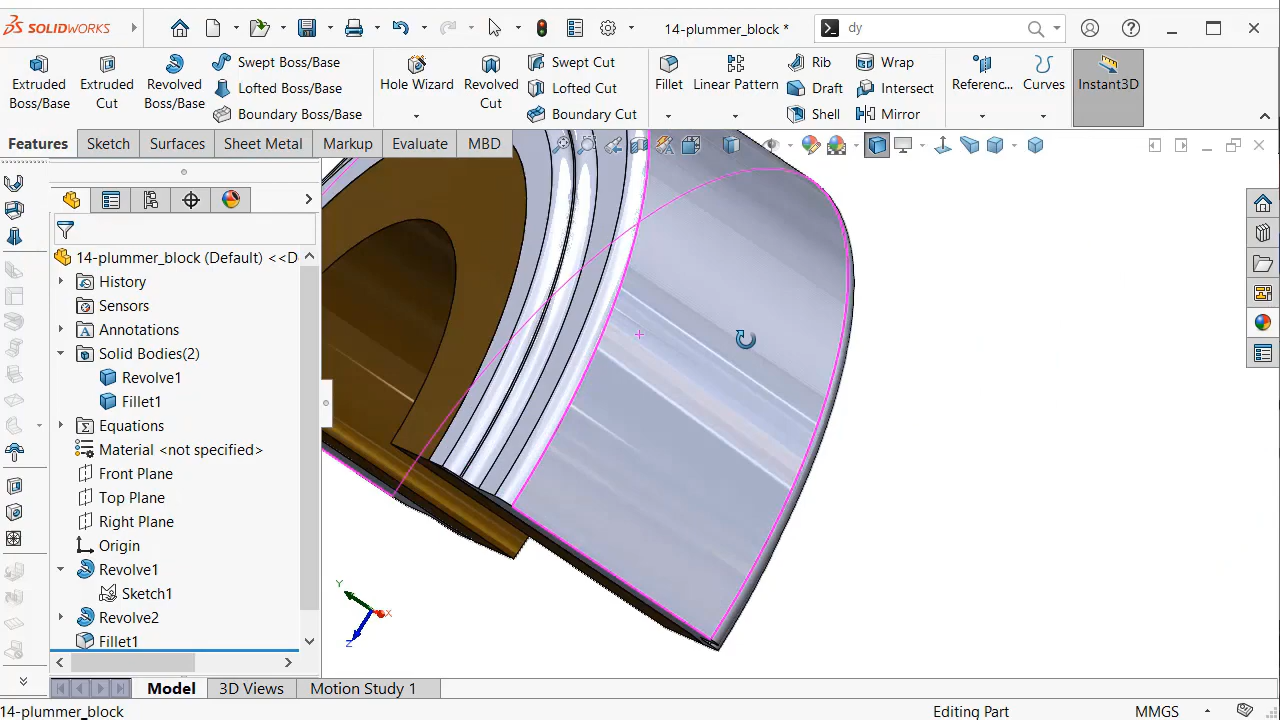 SOLIDWORKS
14-plummer_block *
dy
Extruded Boss/Base
Extruded Cut
Revolved Boss/Base
Swept Boss/Base
Lofted Boss/Base
Boundary Boss/Base
Hole Wizard
Revolved Cut
Swept Cut
Lofted Cut
Boundary Cut
Fillet
Linear Pattern
Rib
Draft
Shell
Wrap
Intersect
Mirror
Referenc...
Curves
Instant3D
Features
Sketch
Surfaces
Sheet Metal
Markup
Evaluate
MBD
14-plummer_block (Default) <<D
History
Sensors
Annotations
Solid Bodies(2)
Revolve1
Fillet1
Equations
Material <not specified>
Front Plane
Top Plane
Right Plane
Origin
Revolve1
Sketch1
Revolve2
Fillet1
Y
X
Z
Model
3D Views
Motion Study 1
14-plummer_block
Editing Part
MMGS